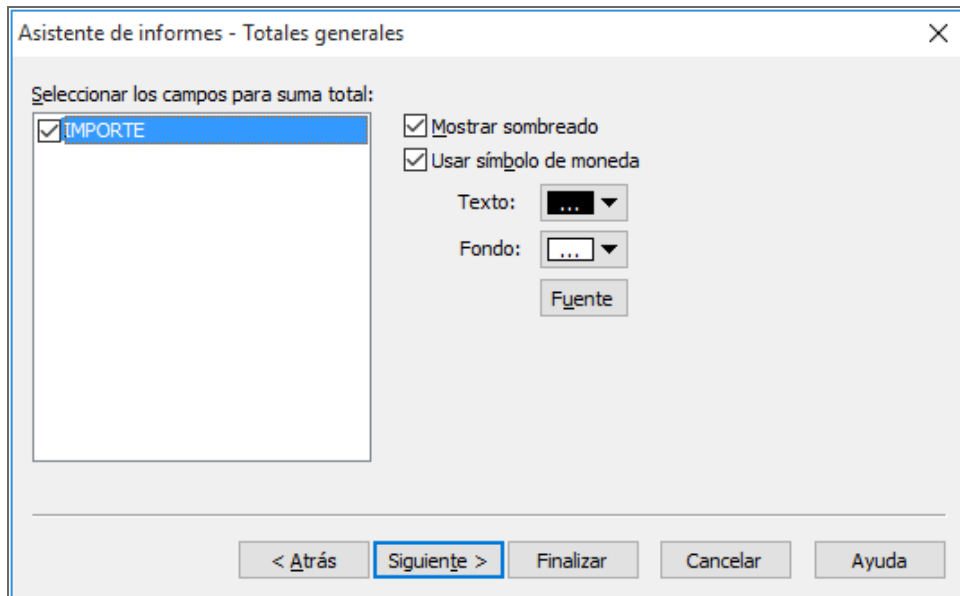 Asistente de informes - Totales generales
Seleccionar los campos para suma total:
IMPORTE
Mostrar sombreado
Usar símbolo de moneda
Texto:
...
Fondo:
...
Fuente
< Atrás
Siguiente >
Finalizar
Cancelar
Ayuda